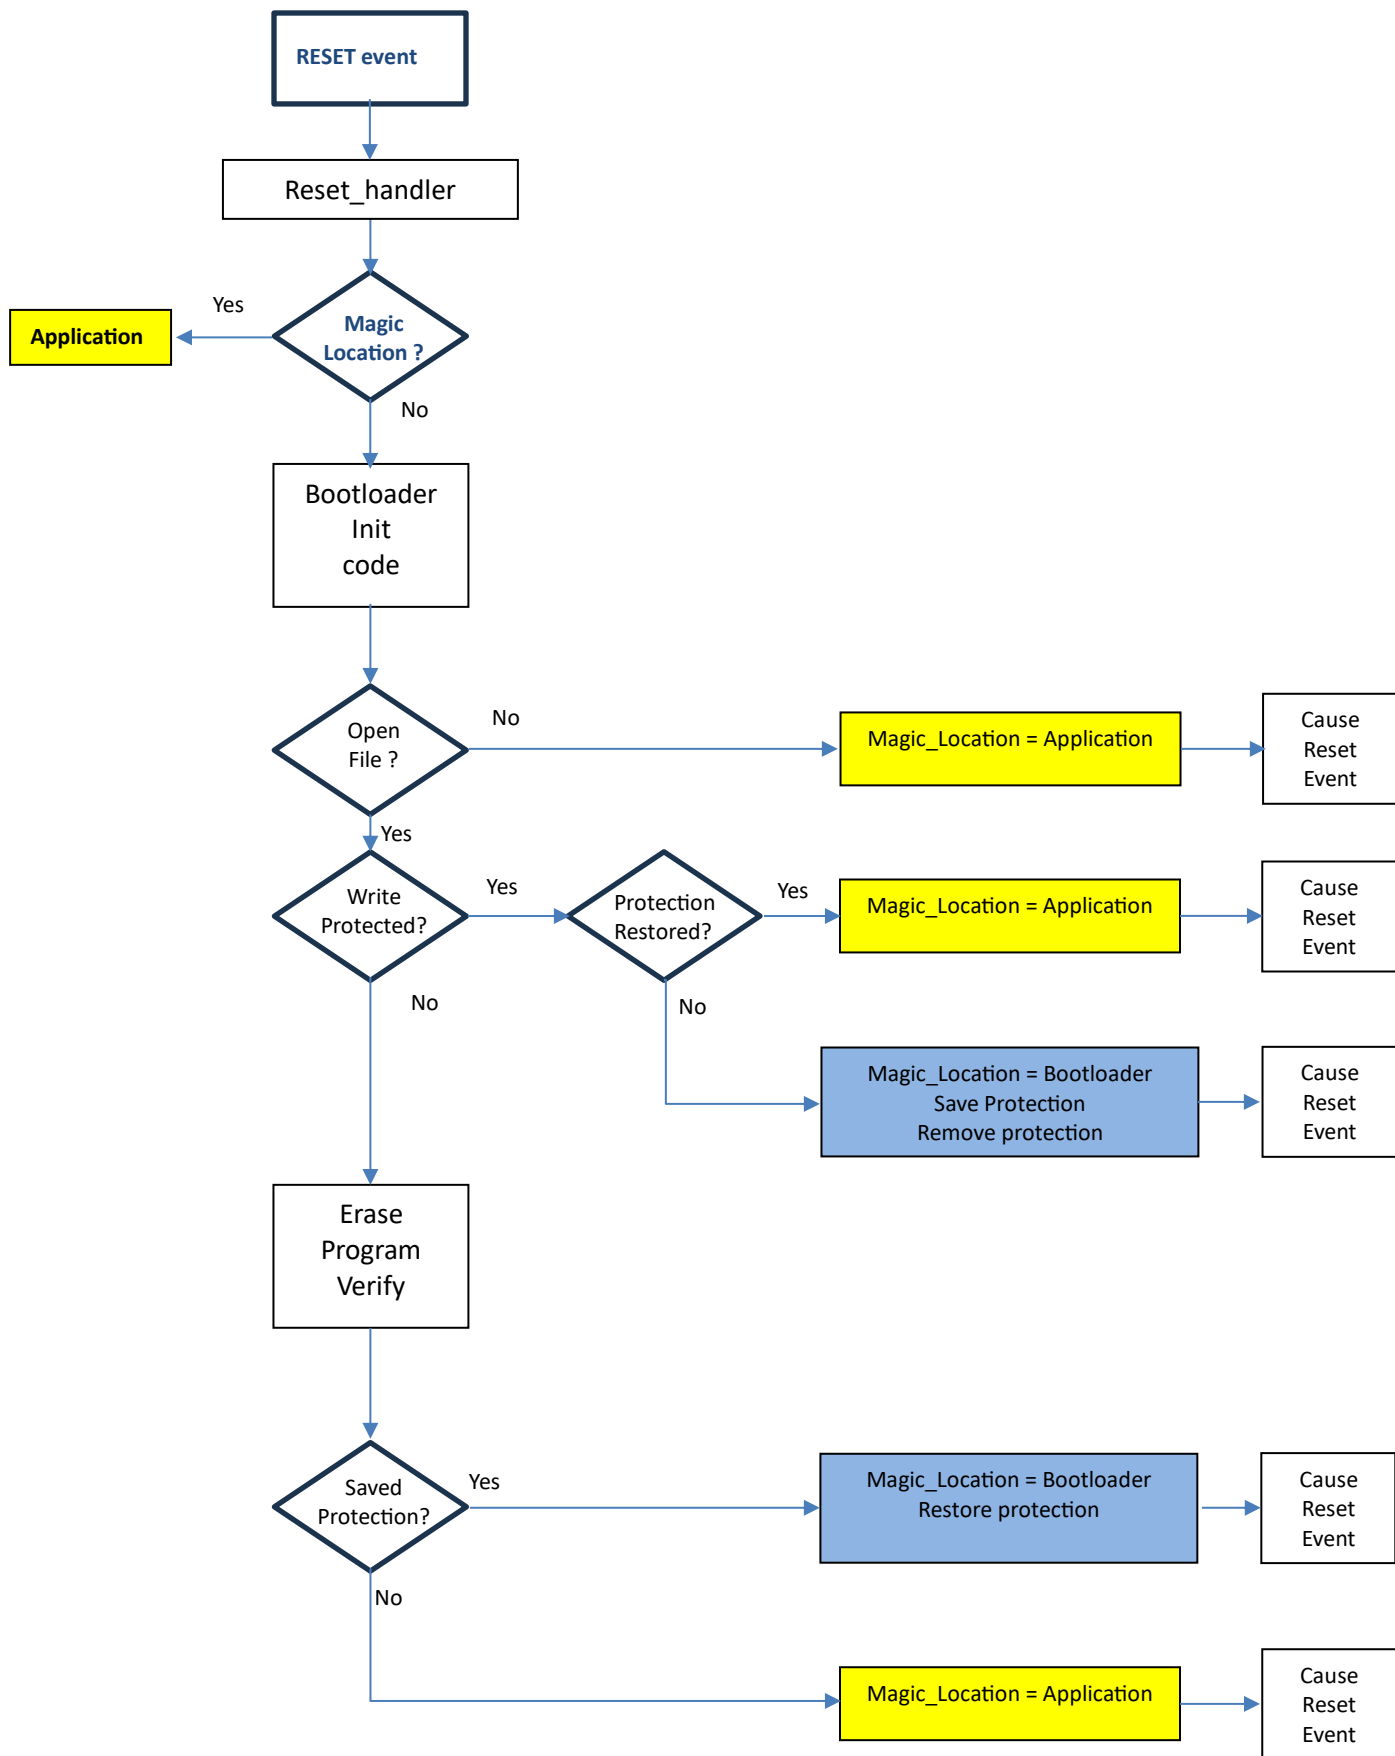 RESET event
Reset_handler
Yes
Application
Magic
Location ?
No
Bootloader
Init
code
Open
File ?
No
Magic_Location = Application
Cause
Reset
Event
Yes
Write
Protected?
Yes
Protection
Restored?
Yes
Magic_Location = Application
Cause
Reset
Event
No
No
Magic_Location = Bootloader
Save Protection
Remove protection
Cause
Reset
Event
Erase
Program
Verify
Saved
Protection?
Yes
Magic_Location = Bootloader
Restore protection
Cause
Reset
Event
No
Magic_Location = Application
Cause
Reset
Event